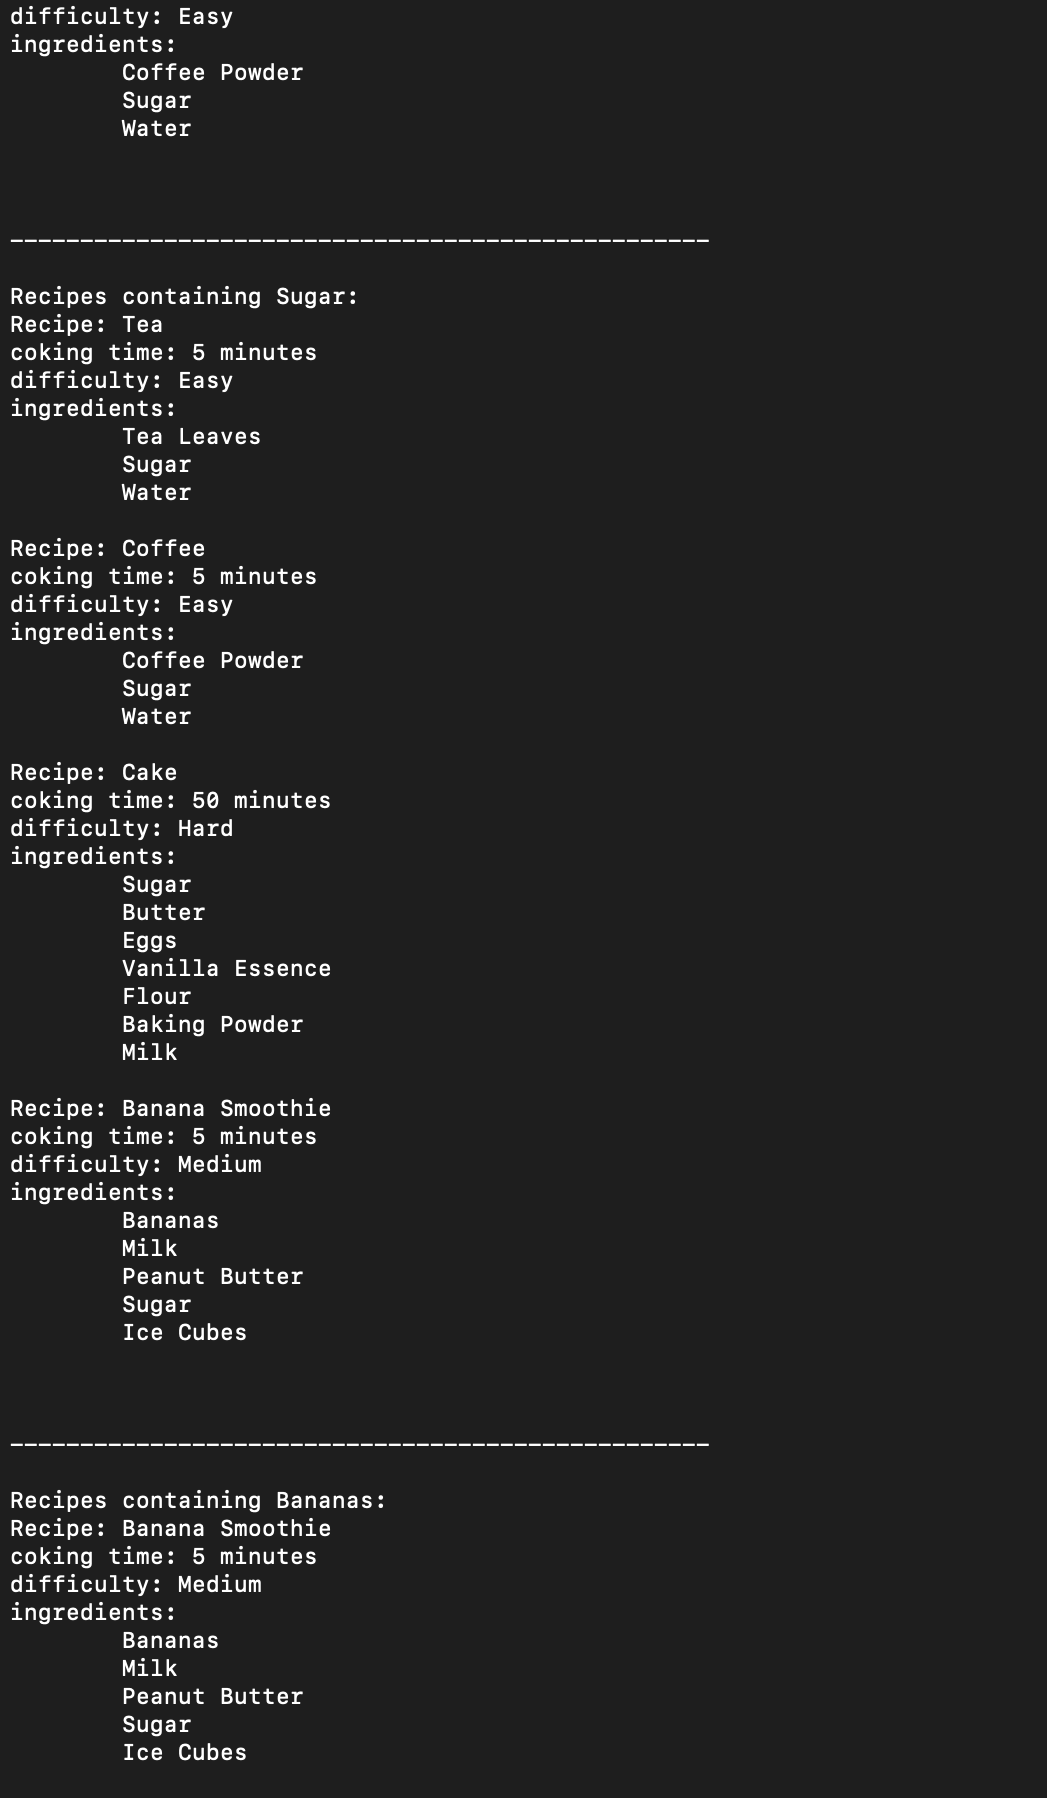 difficulty: Easy
ingredients:
        Coffee Powder
        Sugar
        Water

__________________________________________________

Recipes containing Sugar:
Recipe: Tea
coking time: 5 minutes
difficulty: Easy
ingredients:
        Tea Leaves
        Sugar
        Water

Recipe: Coffee
coking time: 5 minutes
difficulty: Easy
ingredients:
        Coffee Powder
        Sugar
        Water

Recipe: Cake
coking time: 50 minutes
difficulty: Hard
ingredients:
        Sugar
        Butter
        Eggs
        Vanilla Essence
        Flour
        Baking Powder
        Milk

Recipe: Banana Smoothie
coking time: 5 minutes
difficulty: Medium
ingredients:
        Bananas
        Milk
        Peanut Butter
        Sugar
        Ice Cubes

__________________________________________________

Recipes containing Bananas:
Recipe: Banana Smoothie
coking time: 5 minutes
difficulty: Medium
ingredients:
        Bananas
        Milk
        Peanut Butter
        Sugar
        Ice Cubes